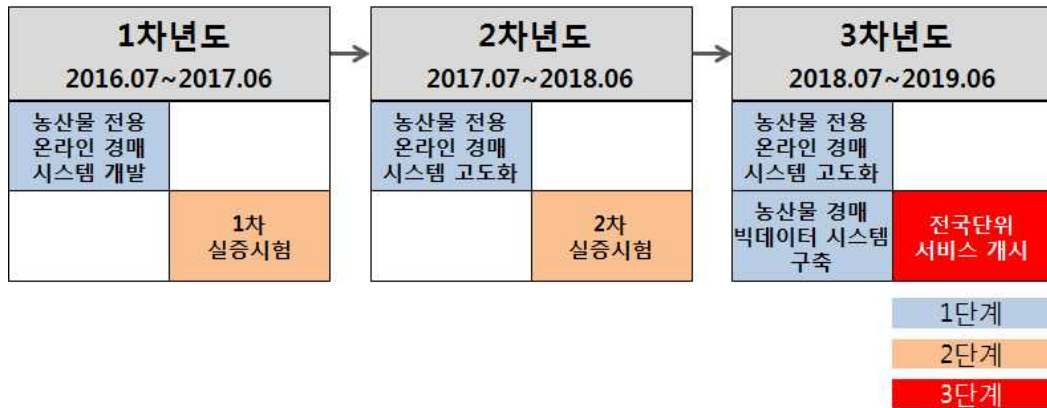 1차년도
2016.07~2017.06
농산물 전용
온라인 경매
시스템 개발
1차
실증시험
2차년도
2017.07~2018.06
농산물 전용
온라인 경매
시스템 고도화
2차
실증시험
3차년도
2018.07~2019.06
농산물 전용
온라인 경매
시스템 고도화
농산물 경매
빅데이터 시스템
구축
전국단위
서비스 개시
1단계
2단계
3단계